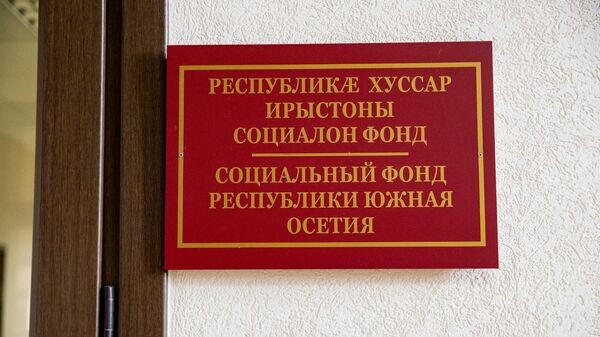 РЕСПУБЛИКÆ ХУССАР
ИРЫСТОНЫ
СОЦИАЛОН ФОНД
СОЦИАЛЬНЫЙ ФОНД
РЕСПУБЛИКИ ЮЖНАЯ
ОСЕТИЯ